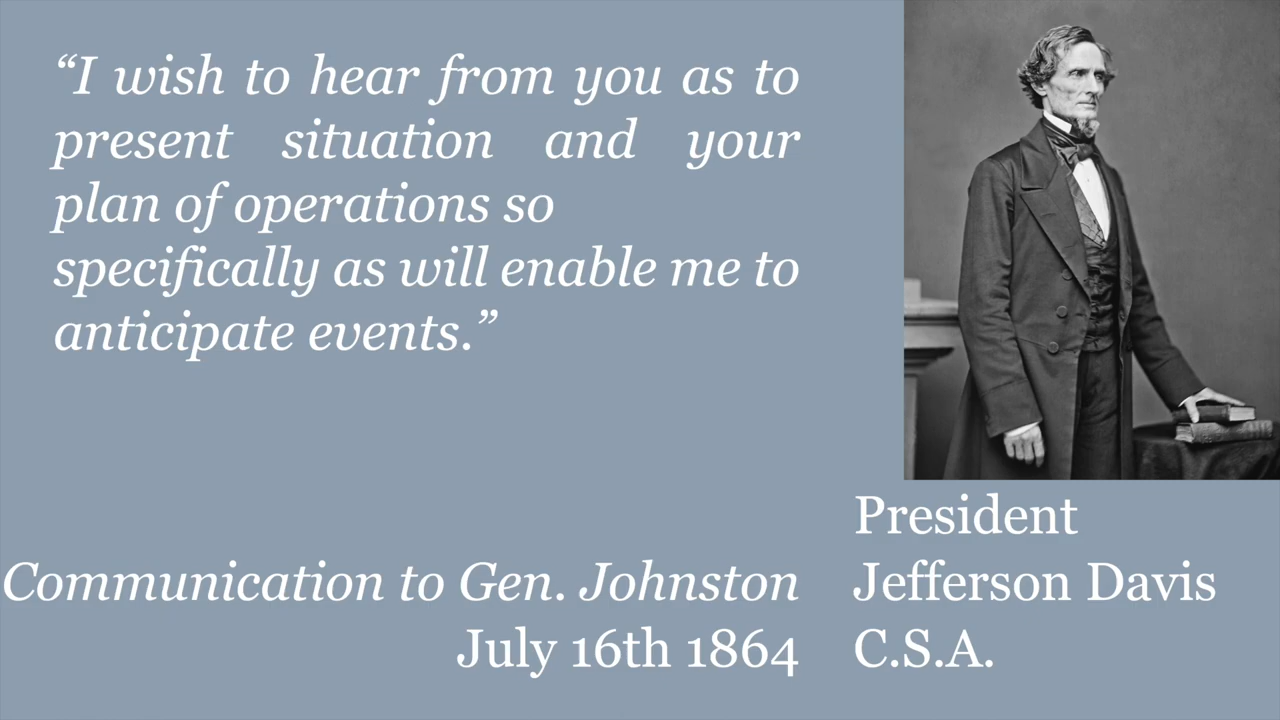 “I wish to hear from you as to
present situation and your
plan of operations so
specifically as will enable me to
anticipate events.”
Communication to Gen. Johnston
July 16th 1864
President
Jefferson Davis
C.S.A.